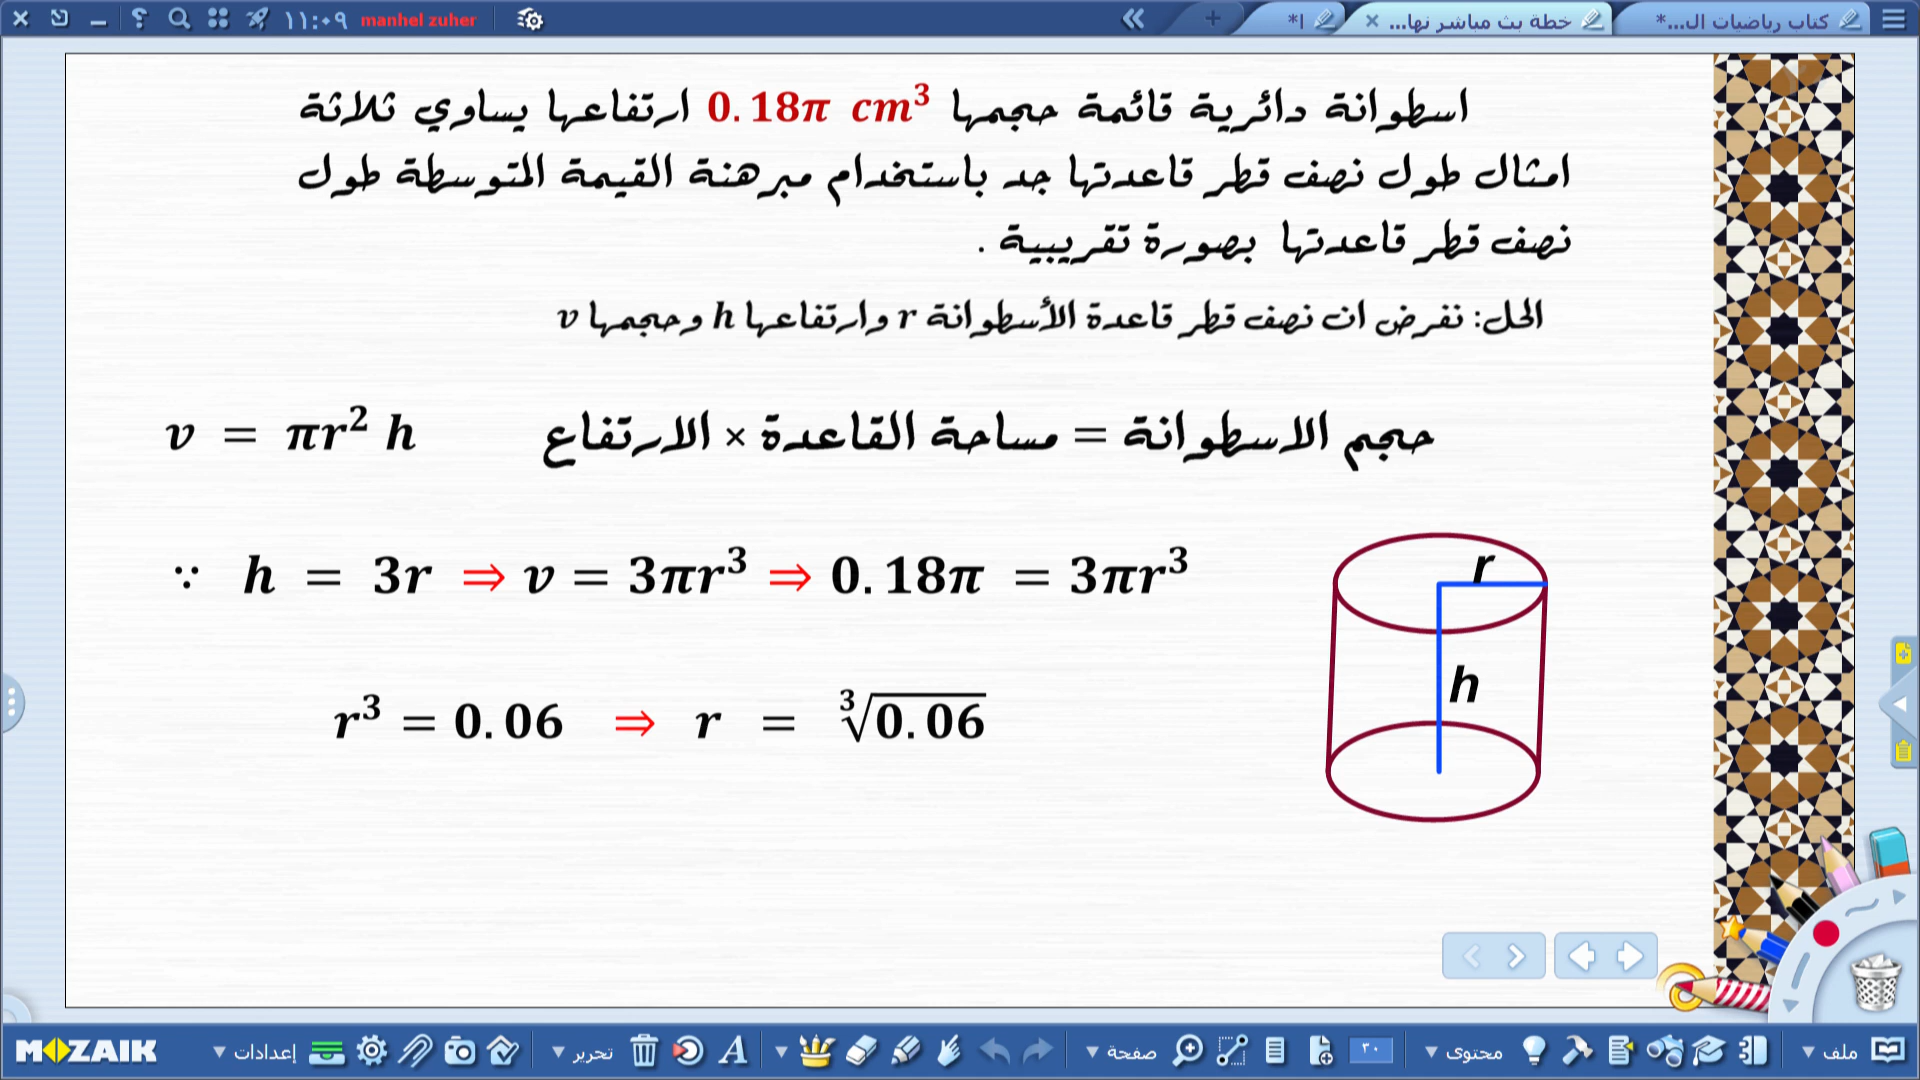 كتاب رياضيات ال...*
خطة بث مباشر نها...
ا*
manhel zuher
١١:٠٩
اسطوانة دائرية قائمة حجمها 0.18π cm³ ارتفاعها يساوي ثلاثة
امثال طول نصف قطر قاعدتها جد باستخدام مبرهنة القيمة المتوسطة طول
نصف قطر قاعدتها بصورة تقريبية .
الحل: نفرض ان نصف قطر قاعدة الأسطوانة r وارتفاعها h وحجمها v
حجم الاسطوانة = مساحة القاعدة × الارتفاع v = πr² h
∵ h = 3r ⇒ v = 3πr³ ⇒ 0.18π = 3πr³
r
h
r³ = 0.06 ⇒ r = ∛0.06
ملف
محتوى
٣٠
صفحة
تحرير
إعدادات
MOZAIK